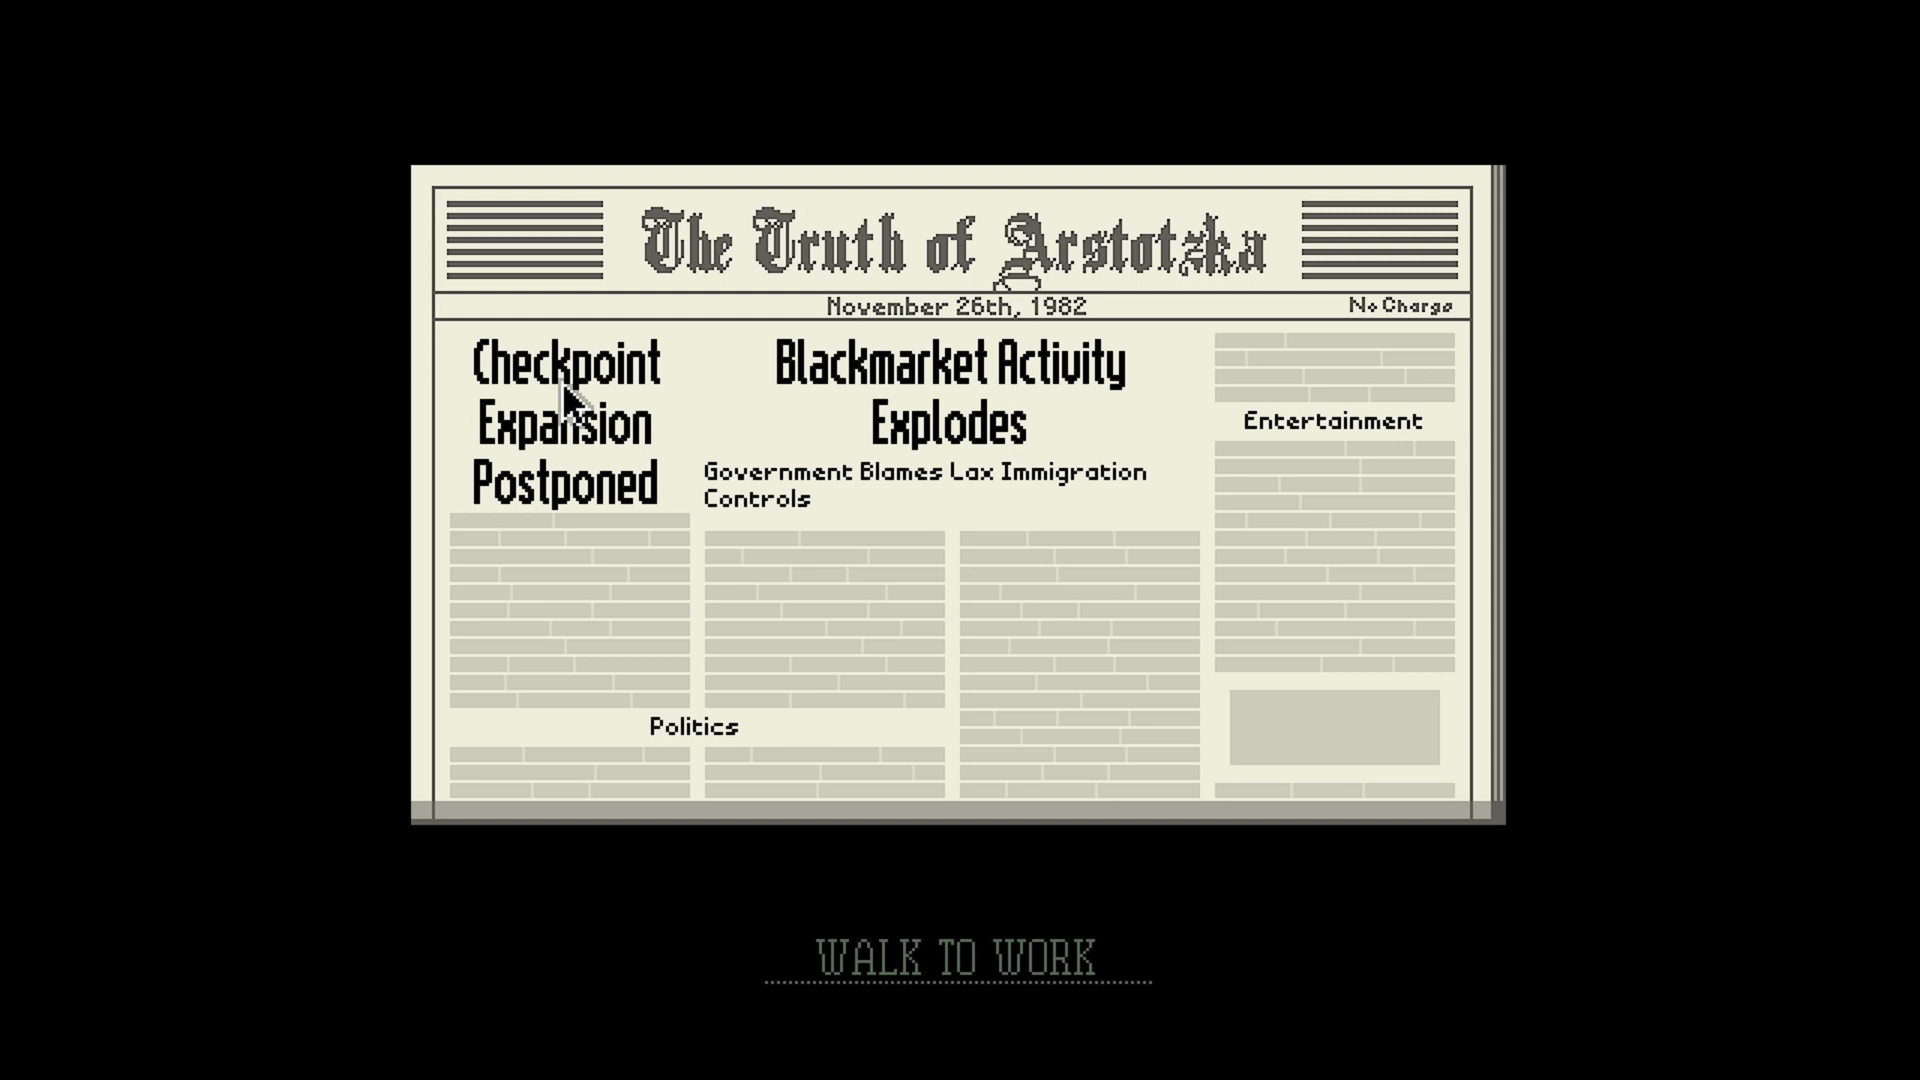 The Truth of Arstotzka
November 26th, 1982
No Charge
Checkpoint
Expansion
Postponed
Blackmarket Activity
Explodes
Government Blames Lax Immigration
Controls
Entertainment
Politics
WALK TO WORK